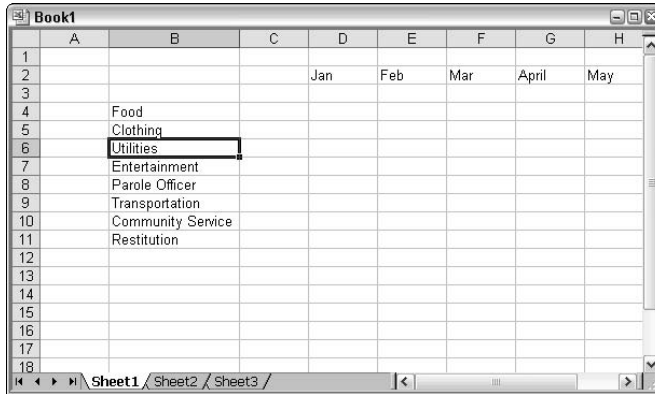 Book1
A B C D E F G H
1
2 Jan Feb Mar April May
3
4 Food
5 Clothing
6 Utilities
7 Entertainment
8 Parole Officer
9 Transportation
10 Community Service
11 Restitution
12
13
14
15
16
17
18
Sheet1 Sheet2 Sheet3